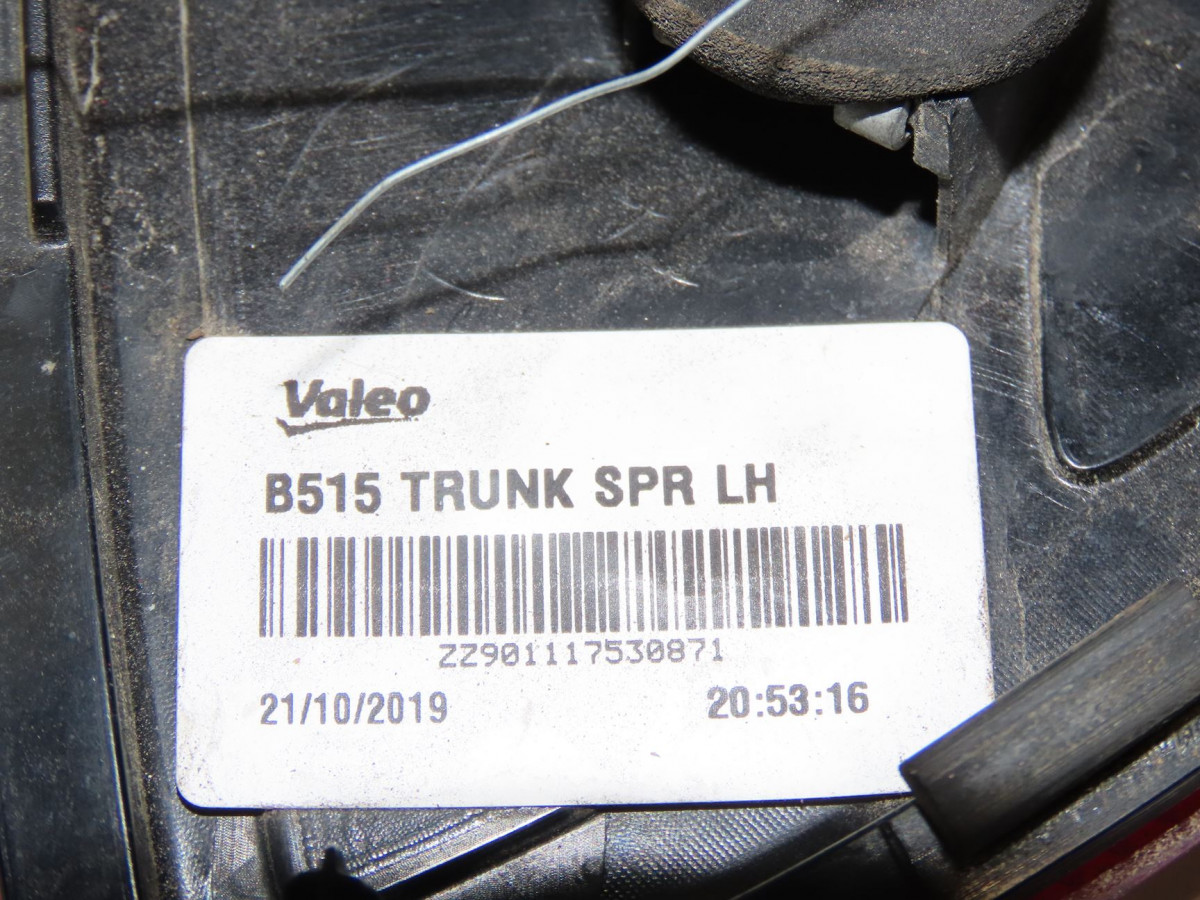 Valeo
B515 TRUNK SPR LH
ZZ901117530871
21/10/2019 20:53:16